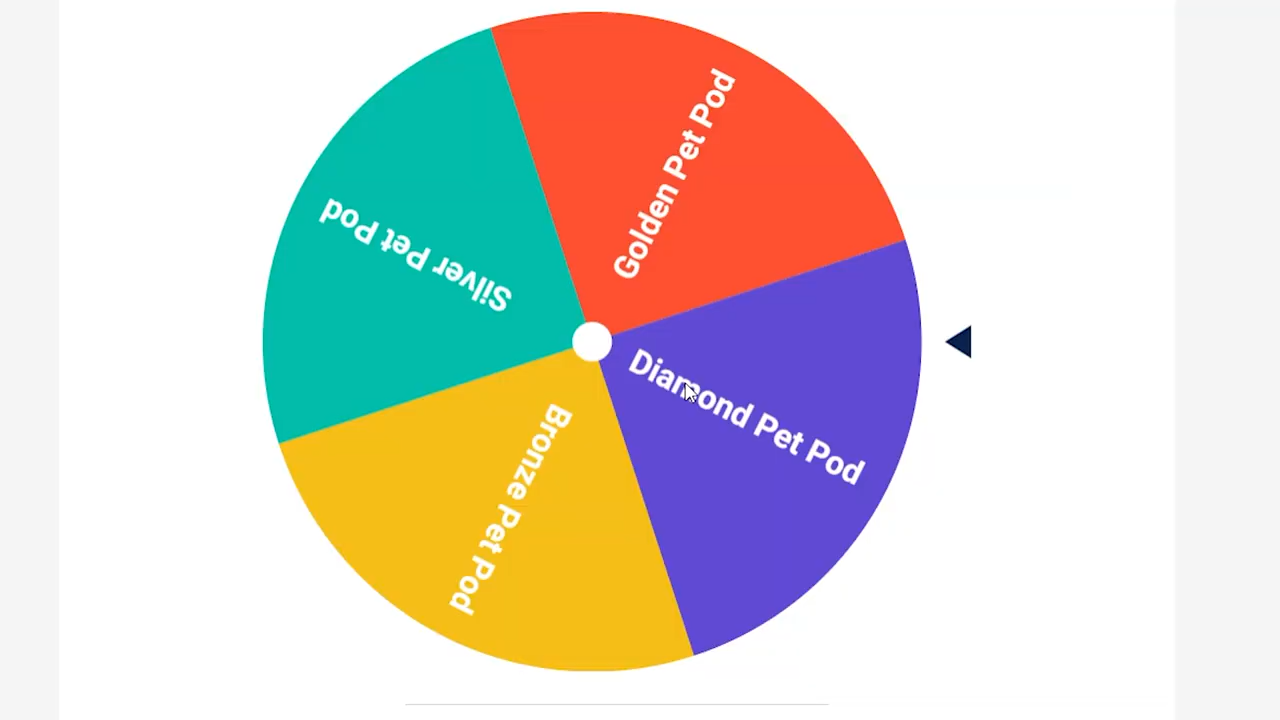 Golden Pet Pod
Silver Pet Pod
Diamond Pet Pod
Bronze Pet Pod